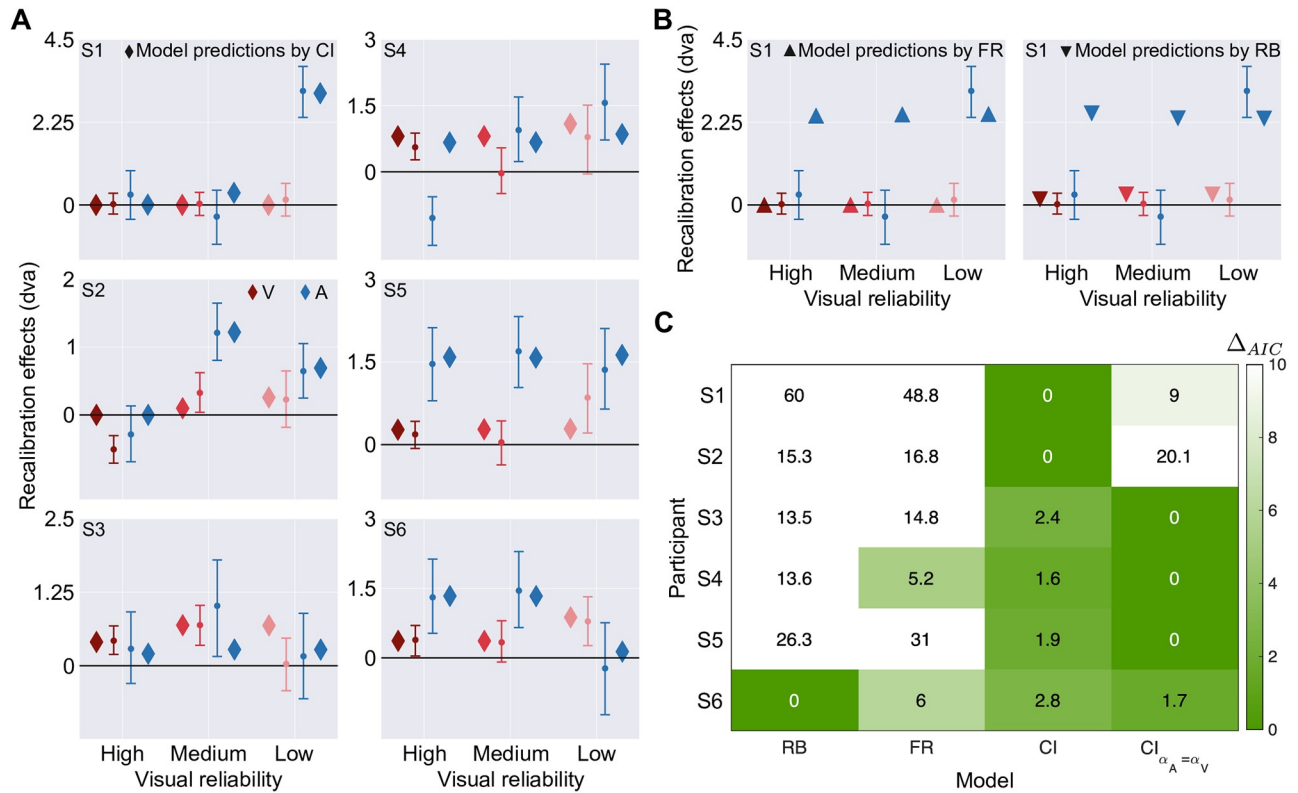 A
S1 ♦Model predictions by CI
4.5
2.25
0
S4
3
1.5
0
S2
V A
2
1
0
S5
3
1.5
0
Recalibration effects (dva)
S3
2.5
1.25
0
High Medium Low
Visual reliability
S6
3
1.5
0
High Medium Low
Visual reliability
B
S1 ▲Model predictions by FR
4.5
2.25
0
Recalibration effects (dva)
High Medium Low
Visual reliability
S1 ▼Model predictions by RB
High Medium Low
Visual reliability
C
Δ_AIC
S1 60 48.8 0 9
S2 15.3 16.8 0 20.1
S3 13.5 14.8 2.4 0
S4 13.6 5.2 1.6 0
S5 26.3 31 1.9 0
S6 0 6 2.8 1.7
Participant
RB FR CI CI α_A=α_V
Model
10
8
6
4
2
0